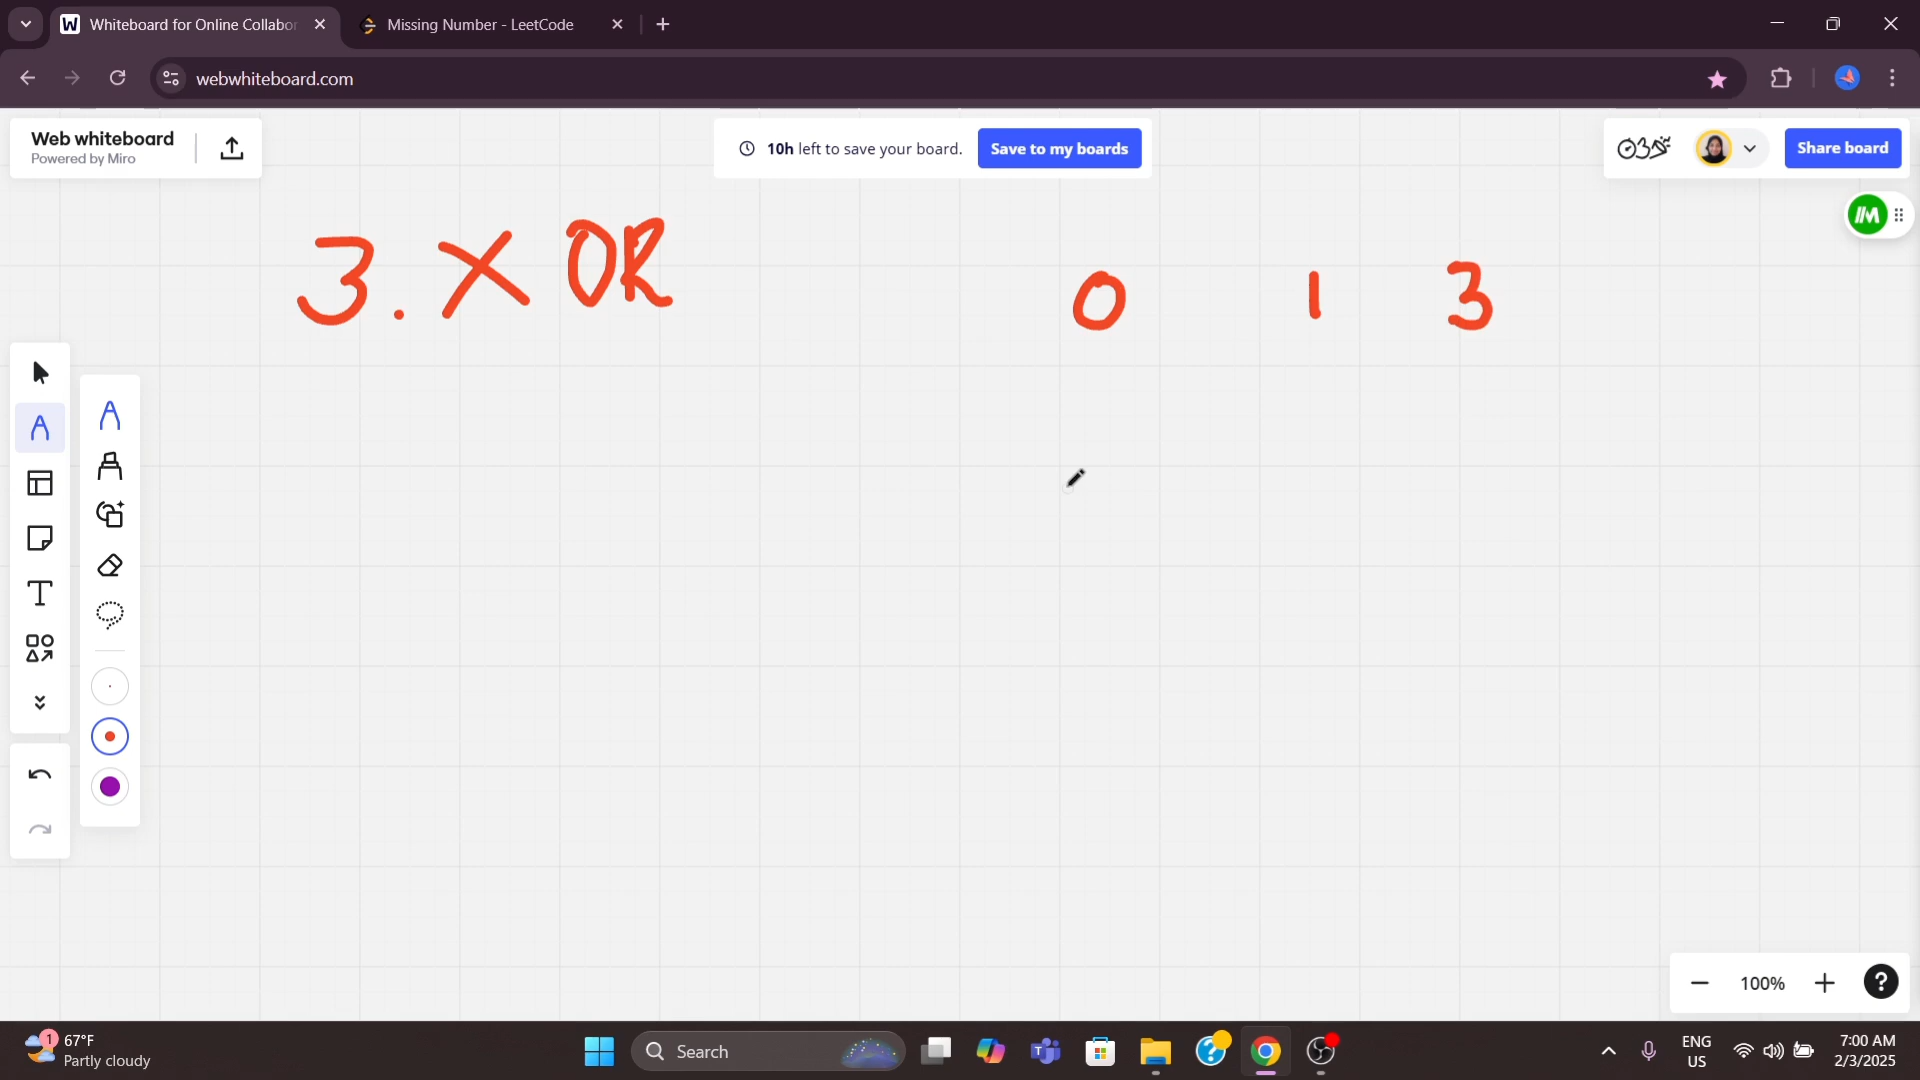 Whiteboard for Online Collabor
Missing Number - LeetCode
webwhiteboard.com
Web whiteboard
Powered by Miro
10h left to save your board.
Save to my boards
Share board
3. XOR
0 1 3
100%
67°F
Partly cloudy
1
Search
ENG
US
7:00 AM
2/3/2025